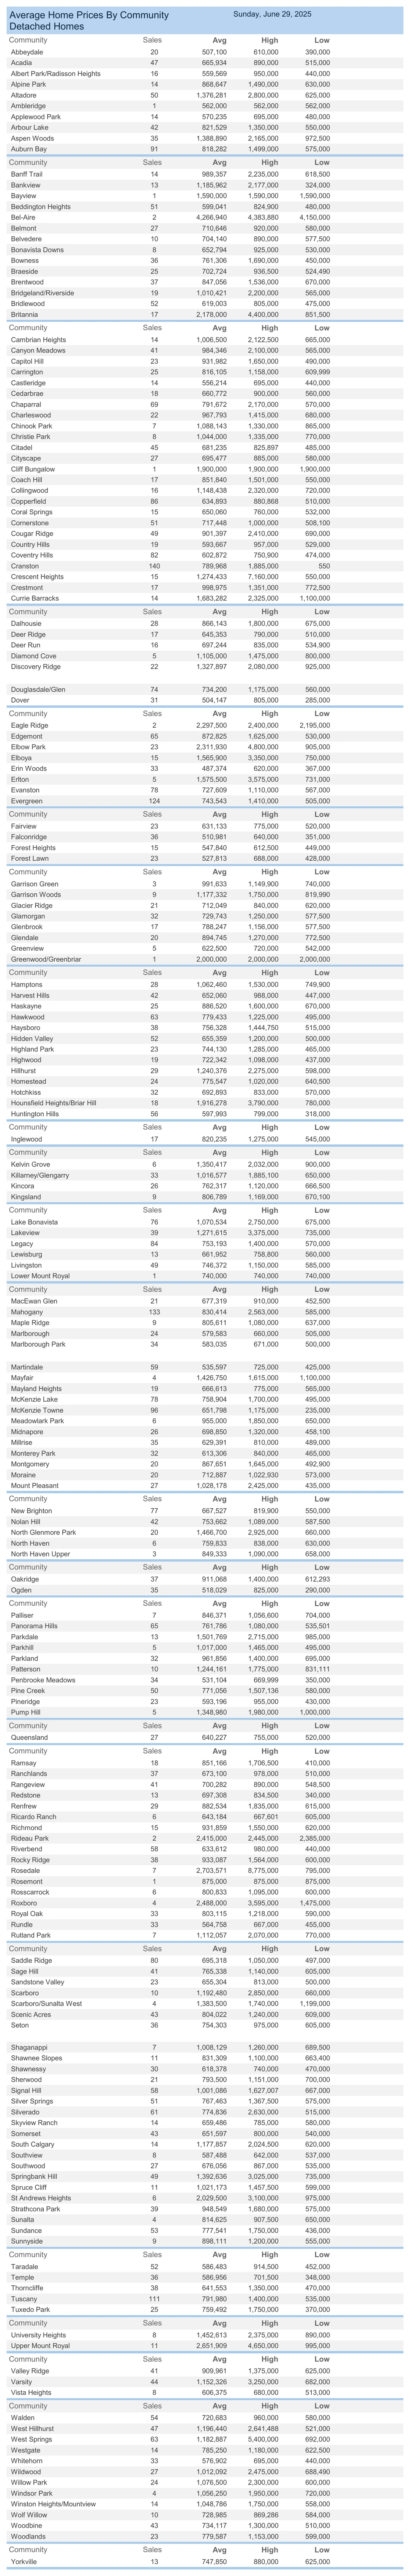 Average Home Prices By Community Sunday, June 29, 2025
Detached Homes
Community Sales Avg High Low
Abbeydale 20 507,100 610,000 390,000
Acadia 47 665,934 890,000 515,000
Albert Park/Radisson Heights 16 559,569 950,000 440,000
Alpine Park 14 868,647 1,490,000 630,000
Altadore 50 1,376,281 2,800,000 625,000
Ambleridge 1 562,000 562,000 562,000
Applewood Park 14 570,235 695,000 480,000
Arbour Lake 42 821,529 1,350,000 550,000
Aspen Woods 35 1,388,890 2,165,000 972,500
Auburn Bay 91 818,282 1,499,000 575,000
Community Sales Avg High Low
Banff Trail 14 989,357 2,235,000 618,500
Bankview 13 1,185,962 2,177,000 324,000
Bayview 1 1,590,000 1,590,000 1,590,000
Beddington Heights 51 599,041 824,900 480,000
Bel-Aire 2 4,266,940 4,383,880 4,150,000
Belmont 27 710,646 920,000 580,000
Belvedere 10 704,140 890,000 577,500
Bonavista Downs 8 652,794 925,000 530,000
Bowness 36 761,306 1,690,000 450,000
Braeside 25 702,724 936,500 524,490
Brentwood 37 847,056 1,536,000 670,000
Bridgeland/Riverside 19 1,010,421 2,200,000 565,000
Bridlewood 52 619,003 805,000 475,000
Britannia 17 2,178,000 4,400,000 851,500
Community Sales Avg High Low
Cambrian Heights 14 1,006,500 2,122,500 665,000
Canyon Meadows 41 984,346 2,100,000 565,000
Capitol Hill 23 931,982 1,650,000 490,000
Carrington 25 816,105 1,158,000 609,999
Castleridge 14 556,214 695,000 440,000
Cedarbrae 18 660,772 900,000 560,000
Chaparral 69 791,672 2,170,000 570,000
Charleswood 22 967,793 1,415,000 680,000
Chinook Park 7 1,088,143 1,330,000 865,000
Christie Park 8 1,044,000 1,335,000 770,000
Citadel 45 681,235 825,897 485,000
Cityscape 27 695,477 885,000 580,000
Cliff Bungalow 1 1,900,000 1,900,000 1,900,000
Coach Hill 17 851,840 1,501,000 550,000
Collingwood 16 1,148,438 2,320,000 720,000
Copperfield 86 634,893 880,868 510,000
Coral Springs 15 650,060 760,000 532,000
Cornerstone 51 717,448 1,000,000 508,100
Cougar Ridge 49 901,397 2,410,000 690,000
Country Hills 19 593,667 957,000 529,000
Coventry Hills 82 602,872 750,900 474,000
Cranston 140 789,968 1,885,000 550
Crescent Heights 15 1,274,433 7,160,000 550,000
Crestmont 17 998,975 1,351,000 772,500
Currie Barracks 14 1,683,282 2,325,000 1,100,000
Community Sales Avg High Low
Dalhousie 28 866,143 1,800,000 675,000
Deer Ridge 17 645,353 790,000 510,000
Deer Run 16 697,244 835,000 534,900
Diamond Cove 5 1,105,000 1,475,000 800,000
Discovery Ridge 22 1,327,897 2,080,000 925,000
Douglasdale/Glen 74 734,200 1,175,000 560,000
Dover 31 504,147 805,000 285,000
Community Sales Avg High Low
Eagle Ridge 2 2,297,500 2,400,000 2,195,000
Edgemont 65 872,825 1,625,000 530,000
Elbow Park 23 2,311,930 4,800,000 905,000
Elboya 15 1,565,900 3,350,000 750,000
Erin Woods 33 487,374 620,000 367,000
Erlton 5 1,575,500 3,575,000 731,000
Evanston 78 727,609 1,110,000 567,000
Evergreen 124 743,543 1,410,000 505,000
Community Sales Avg High Low
Fairview 23 631,133 775,000 520,000
Falconridge 36 510,981 640,000 351,000
Forest Heights 15 547,840 612,500 449,000
Forest Lawn 23 527,813 688,000 428,000
Community Sales Avg High Low
Garrison Green 3 991,633 1,149,900 740,000
Garrison Woods 9 1,177,332 1,750,000 819,990
Glacier Ridge 21 712,049 840,000 620,000
Glamorgan 32 729,743 1,250,000 577,500
Glenbrook 17 788,247 1,156,000 577,500
Glendale 20 894,745 1,270,000 772,500
Greenview 5 622,500 720,000 542,000
Greenwood/Greenbriar 1 2,000,000 2,000,000 2,000,000
Community Sales Avg High Low
Hamptons 28 1,062,460 1,530,000 749,900
Harvest Hills 42 652,060 988,000 447,000
Haskayne 25 886,520 1,600,000 670,000
Hawkwood 63 779,433 1,225,000 495,000
Haysboro 38 756,328 1,444,750 515,000
Hidden Valley 52 655,359 1,200,000 500,000
Highland Park 23 744,130 1,285,000 465,000
Highwood 19 722,342 1,098,000 437,000
Hillhurst 29 1,240,376 2,275,000 598,000
Homestead 24 775,547 1,020,000 640,500
Hotchkiss 32 692,893 833,000 570,000
Hounsfield Heights/Briar Hill 18 1,916,278 3,790,000 780,000
Huntington Hills 56 597,993 799,000 318,000
Community Sales Avg High Low
Inglewood 17 820,235 1,275,000 545,000
Community Sales Avg High Low
Kelvin Grove 6 1,350,417 2,032,000 900,000
Killarney/Glengarry 33 1,016,577 1,885,100 650,000
Kincora 26 762,317 1,120,000 666,500
Kingsland 9 806,789 1,169,000 670,100
Community Sales Avg High Low
Lake Bonavista 76 1,070,534 2,750,000 675,000
Lakeview 39 1,271,615 3,375,000 735,000
Legacy 84 753,193 1,400,000 570,000
Lewisburg 13 661,952 758,800 560,000
Livingston 49 746,372 1,150,000 585,000
Lower Mount Royal 1 740,000 740,000 740,000
Community Sales Avg High Low
MacEwan Glen 21 677,319 910,000 452,500
Mahogany 133 830,414 2,563,000 585,000
Maple Ridge 9 805,611 1,080,000 637,000
Marlborough 24 579,583 660,000 505,000
Marlborough Park 34 583,035 671,000 500,000
Martindale 59 535,597 725,000 425,000
Mayfair 4 1,426,750 1,615,000 1,100,000
Mayland Heights 19 666,613 775,000 565,000
McKenzie Lake 78 758,904 1,700,000 495,000
McKenzie Towne 96 651,798 1,175,000 235,000
Meadowlark Park 6 955,000 1,850,000 650,000
Midnapore 26 698,850 1,320,000 458,100
Millrise 35 629,391 810,000 489,000
Monterey Park 32 613,306 840,000 465,000
Montgomery 20 867,651 1,645,000 492,900
Moraine 20 712,887 1,022,930 573,000
Mount Pleasant 27 1,028,178 2,425,000 435,000
Community Sales Avg High Low
New Brighton 77 667,527 819,900 550,000
Nolan Hill 42 753,662 1,089,000 587,500
North Glenmore Park 20 1,466,700 2,925,000 660,000
North Haven 6 759,833 838,000 630,000
North Haven Upper 3 849,333 1,090,000 658,000
Community Sales Avg High Low
Oakridge 37 911,068 1,400,000 612,293
Ogden 35 518,029 825,000 290,000
Community Sales Avg High Low
Palliser 7 846,371 1,056,600 704,000
Panorama Hills 65 761,786 1,080,000 535,501
Parkdale 13 1,501,769 2,715,000 985,000
Parkhill 5 1,017,000 1,465,000 495,000
Parkland 32 961,856 1,400,000 695,000
Patterson 10 1,244,161 1,775,000 831,111
Penbrooke Meadows 34 531,104 669,999 350,000
Pine Creek 50 771,056 1,507,136 580,000
Pineridge 23 593,196 955,000 430,000
Pump Hill 5 1,348,980 1,980,000 1,000,000
Community Sales Avg High Low
Queensland 27 640,227 755,000 520,000
Community Sales Avg High Low
Ramsay 18 851,166 1,706,500 410,000
Ranchlands 37 673,100 978,000 510,000
Rangeview 41 700,282 890,000 548,500
Redstone 13 697,308 834,500 340,000
Renfrew 29 882,534 1,835,000 615,000
Ricardo Ranch 6 643,184 667,601 605,000
Richmond 15 931,859 1,550,000 620,000
Rideau Park 2 2,415,000 2,445,000 2,385,000
Riverbend 58 633,612 980,000 440,000
Rocky Ridge 38 933,087 1,564,000 600,000
Rosedale 7 2,703,571 8,775,000 795,000
Rosemont 1 875,000 875,000 875,000
Rosscarrock 6 800,833 1,095,000 600,000
Roxboro 4 2,488,000 3,595,000 1,475,000
Royal Oak 33 803,115 1,218,000 590,000
Rundle 33 564,758 667,000 455,000
Rutland Park 7 1,112,057 2,070,000 770,000
Community Sales Avg High Low
Saddle Ridge 80 695,318 1,050,000 497,000
Sage Hill 41 765,338 1,140,000 605,000
Sandstone Valley 23 655,304 813,000 500,000
Scarboro 10 1,192,480 2,850,000 660,000
Scarboro/Sunalta West 4 1,383,500 1,740,000 1,199,000
Scenic Acres 43 804,022 1,240,000 609,000
Seton 36 754,303 975,000 605,000
Shaganappi 7 1,008,129 1,260,000 689,500
Shawnee Slopes 11 831,309 1,100,000 663,400
Shawnessy 30 618,378 740,000 470,000
Sherwood 21 793,500 1,151,000 700,000
Signal Hill 58 1,001,086 1,627,007 667,000
Silver Springs 51 767,463 1,367,500 575,000
Silverado 61 774,836 2,630,000 515,000
Skyview Ranch 14 659,486 785,000 580,000
Somerset 43 651,597 800,000 540,000
South Calgary 14 1,177,857 2,024,500 620,000
Southview 8 587,488 642,000 537,000
Southwood 27 676,056 867,000 535,000
Springbank Hill 49 1,392,636 3,025,000 735,000
Spruce Cliff 11 1,021,173 1,457,500 599,000
St Andrews Heights 6 2,029,500 3,100,000 975,000
Strathcona Park 39 948,549 1,680,000 575,000
Sunalta 4 814,625 907,500 650,000
Sundance 53 777,541 1,750,000 436,000
Sunnyside 9 898,111 1,200,000 555,000
Community Sales Avg High Low
Taradale 52 586,483 914,500 452,000
Temple 36 586,956 701,500 348,000
Thorncliffe 38 641,553 1,350,000 470,000
Tuscany 111 791,980 1,400,000 535,000
Tuxedo Park 25 759,492 1,750,000 370,000
Community Sales Avg High Low
University Heights 8 1,452,613 2,375,000 890,000
Upper Mount Royal 11 2,651,909 4,650,000 995,000
Community Sales Avg High Low
Valley Ridge 41 909,961 1,375,000 625,000
Varsity 44 1,152,326 3,250,000 682,000
Vista Heights 8 606,375 680,000 513,000
Community Sales Avg High Low
Walden 54 720,683 960,000 580,000
West Hillhurst 47 1,196,440 2,641,488 521,000
West Springs 63 1,182,887 5,400,000 692,000
Westgate 14 785,250 1,180,000 622,500
Whitehorn 33 576,902 695,000 440,000
Wildwood 27 1,012,092 2,475,000 688,490
Willow Park 24 1,076,500 2,300,000 600,000
Windsor Park 4 1,056,250 1,950,000 720,000
Winston Heights/Mountview 14 1,048,786 1,750,000 558,000
Wolf Willow 10 728,985 869,286 584,000
Woodbine 43 734,117 1,300,000 510,000
Woodlands 23 779,587 1,153,000 599,000
Community Sales Avg High Low
Yorkville 13 747,850 880,000 625,000